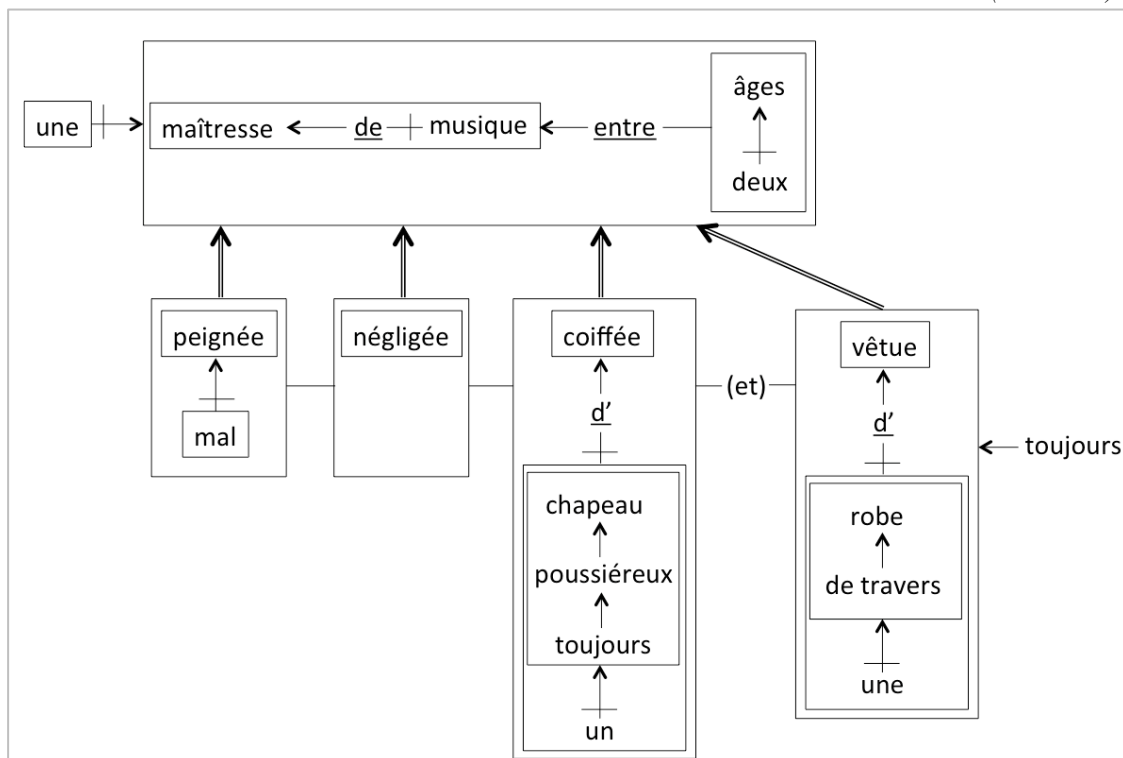 âges
une maîtresse de musique entre
deux
peignée négligée coiffée vêtue
(et)
mal d' d'
toujours
chapeau robe
poussiéreux de travers
toujours
une
un